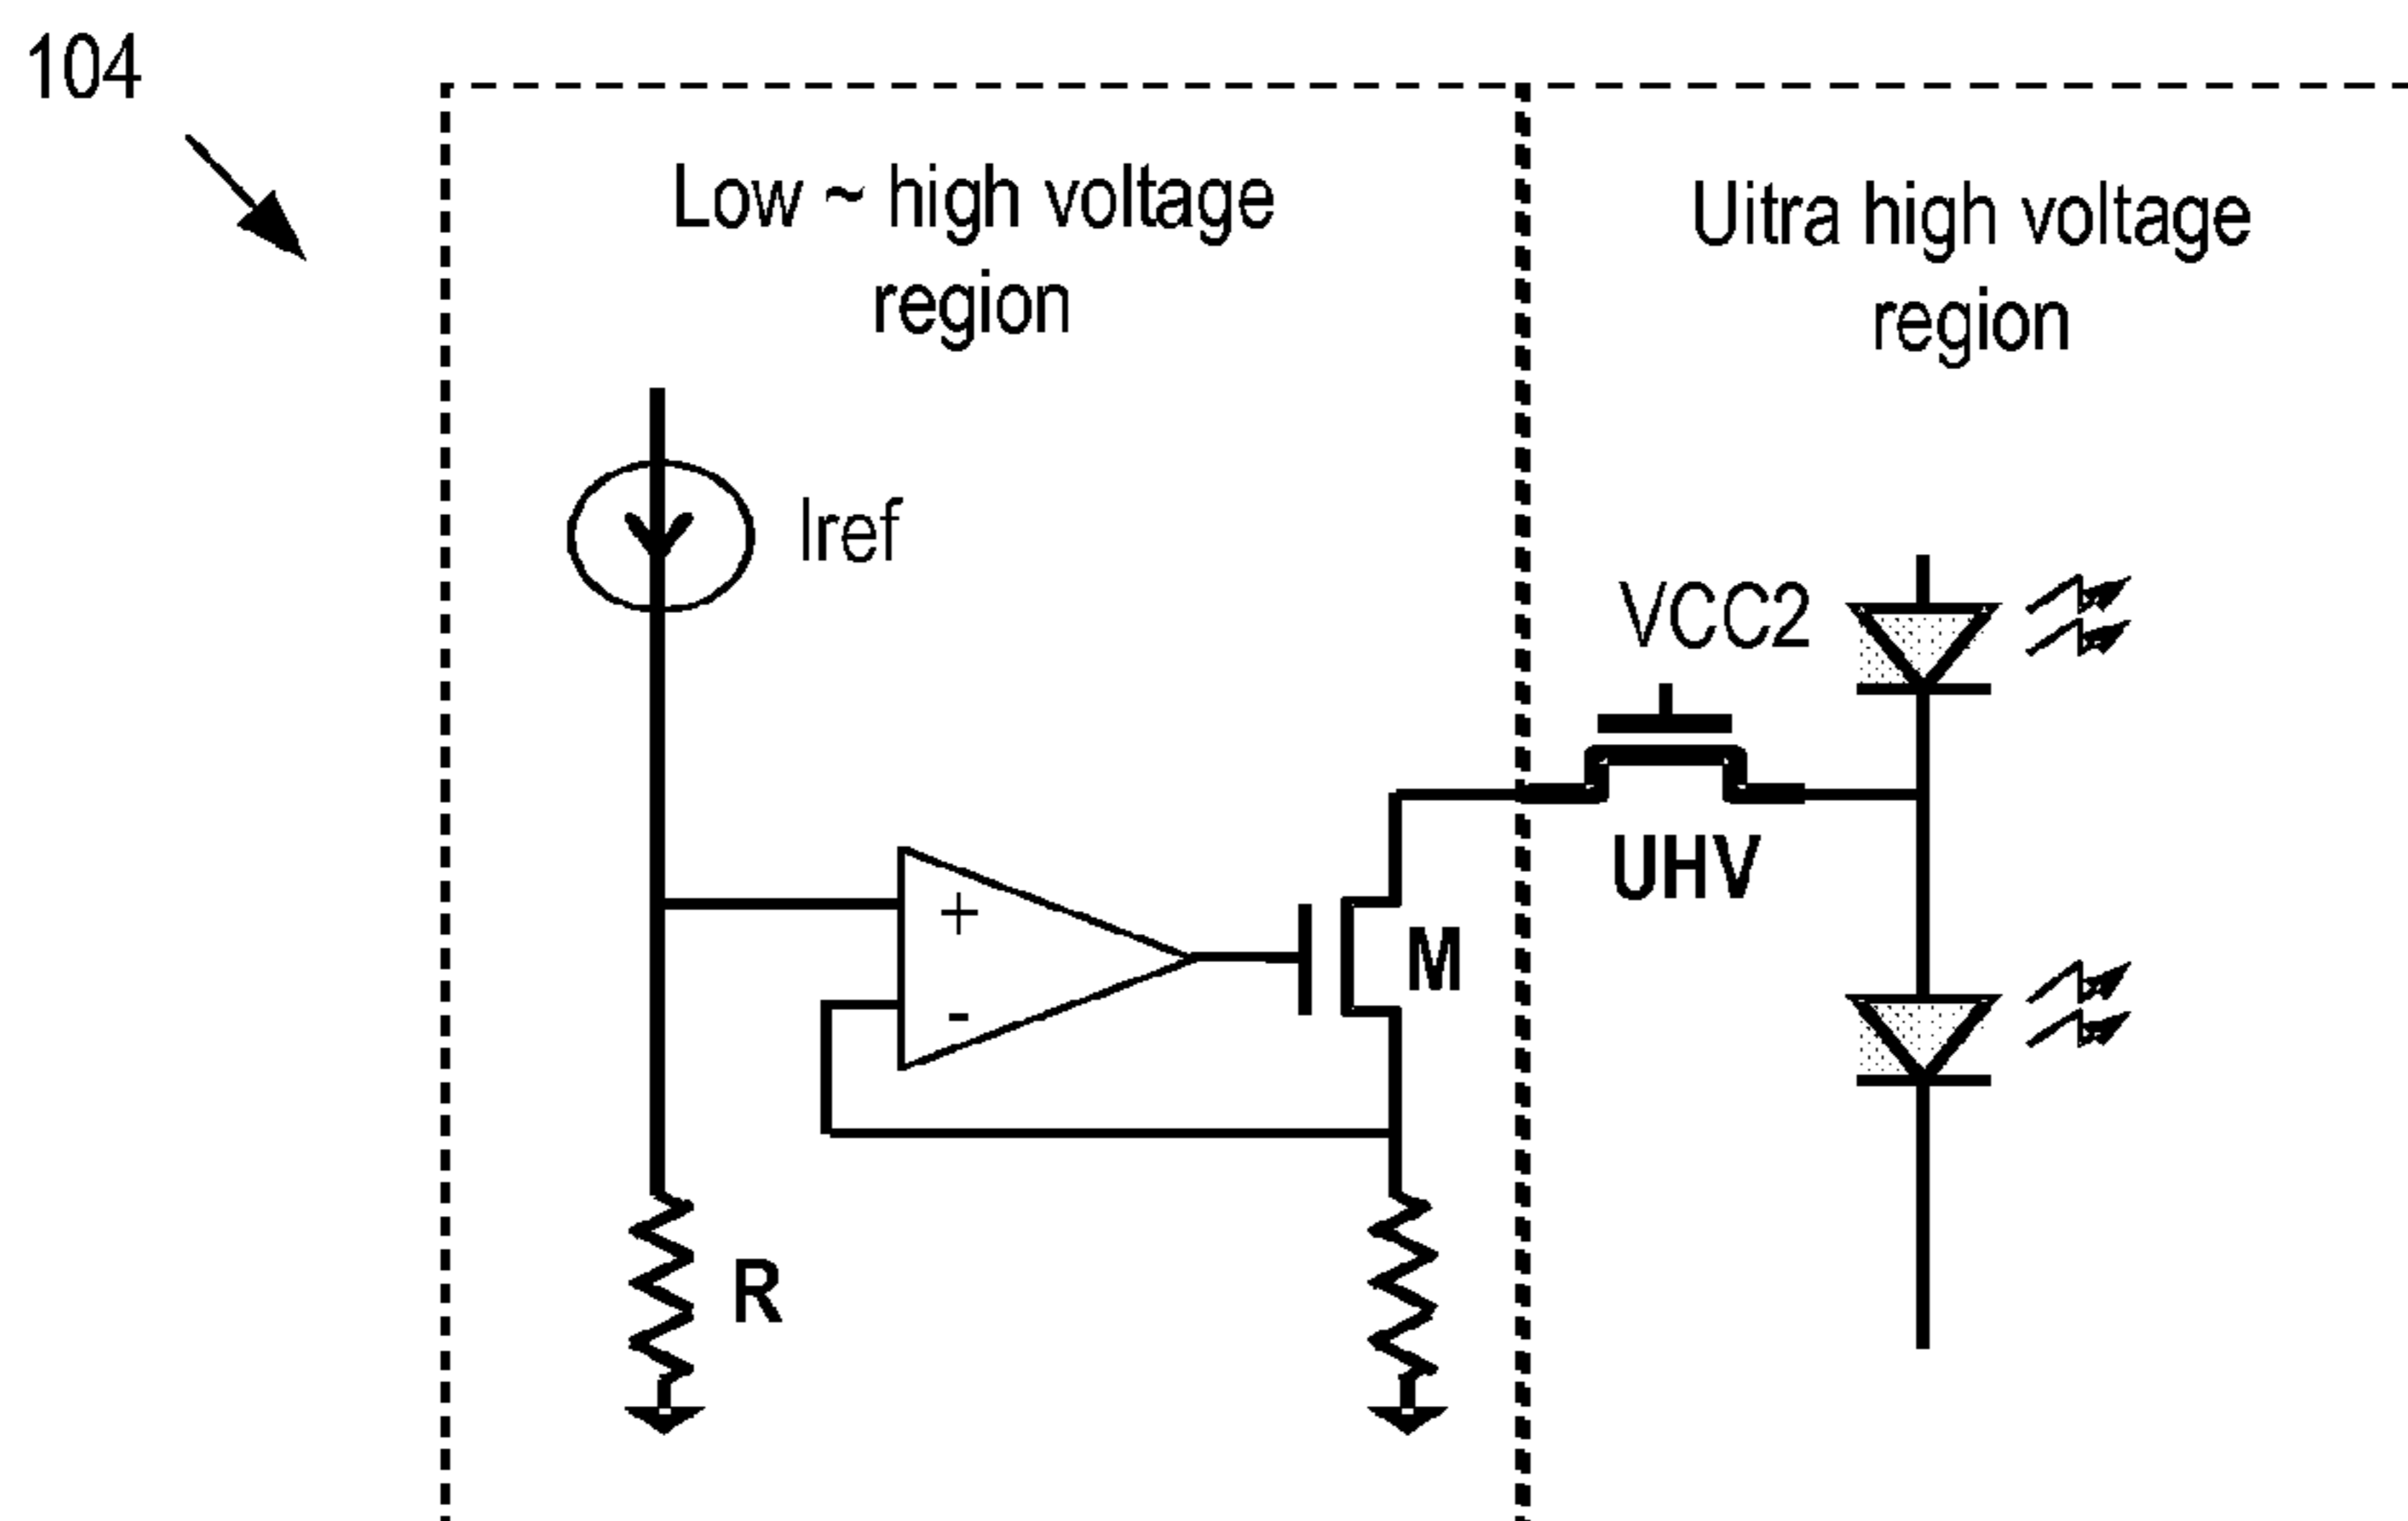 104
Low ~ high voltage
region
Uitra high voltage
region
Iref
VCC2
UHV
+
-
M
R